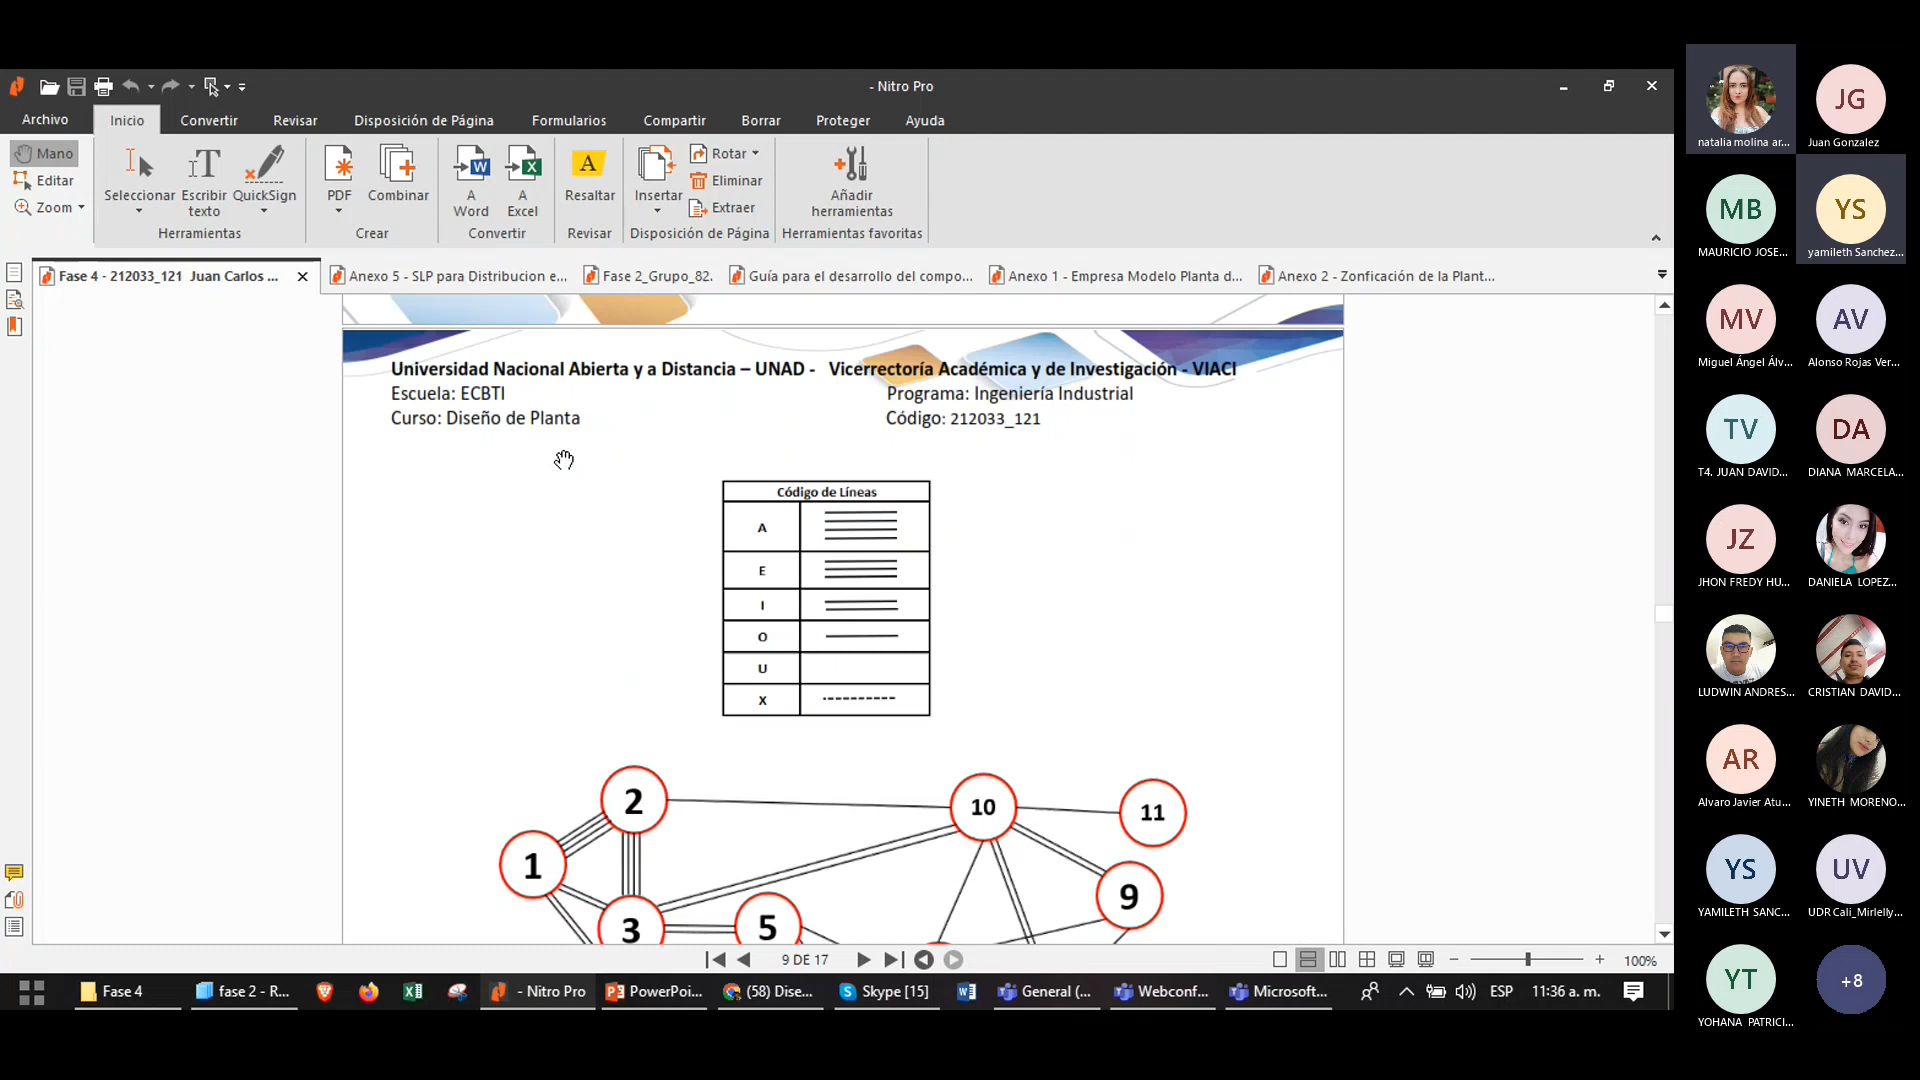 - Nitro Pro
Archivo Inicio Convertir Revisar Disposición de Página Formularios Compartir Borrar Proteger Ayuda
Mano
Editar
Zoom
Seleccionar
Escribir texto
QuickSign
Herramientas
PDF
Combinar
Crear
A Word
A Excel
Convertir
Resaltar
Revisar
Insertar
Rotar
Eliminar
Extraer
Disposición de Página
Añadir herramientas
Herramientas favoritas
Fase 4 - 212033_121 Juan Carlos ...
Anexo 5 - SLP para Distribucion e...
Fase 2_Grupo_82.
Guía para el desarrollo del compo...
Anexo 1 - Empresa Modelo Planta d...
Anexo 2 - Zonficación de la Plant...
Universidad Nacional Abierta y a Distancia – UNAD - Vicerrectoría Académica y de Investigación - VIACI
Escuela: ECBTI Programa: Ingeniería Industrial
Curso: Diseño de Planta Código: 212033_121
Código de Líneas
A
E
I
O
U
X
2
10
11
1
9
3
5
9 DE 17
100%
Fase 4
fase 2 - R...
- Nitro Pro
PowerPoi...
(58) Dise...
Skype [15]
General (...
Webconf...
Microsoft...
ESP
11:36 a. m.
natalia molina ar...
JG
Juan Gonzalez
MB
MAURICIO JOSE...
YS
yamileth Sanchez...
MV
Miguel Ángel Álv...
AV
Alonso Rojas Ver...
TV
T4. JUAN DAVID...
DA
DIANA MARCELA...
JZ
JHON FREDY HU...
DANIELA LOPEZ...
LUDWIN ANDRES...
CRISTIAN DAVID...
AR
Alvaro Javier Atu...
YINETH MORENO...
YS
YAMILETH SANC...
UV
UDR Cali_Mirlelly...
YT
YOHANA PATRICI...
+8